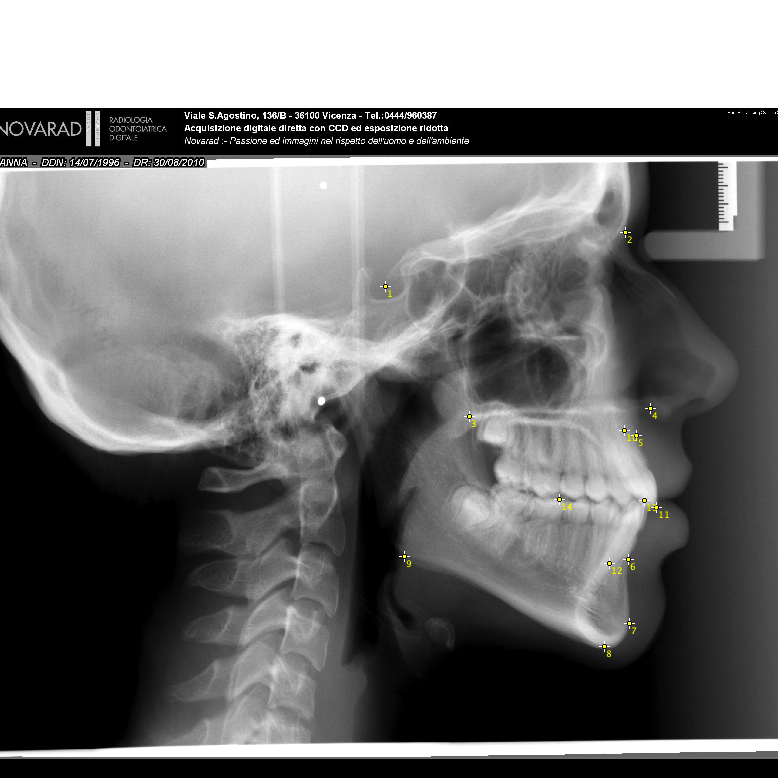 NOVARAD
RADIOLOGIA
ODONTOIATRICA
DIGITALE
Viale S.Agostino, 136/B - 36100 Vicenza - Tel.:0444/960387
Acquisizione digitale diretta con CCD ed esposizione ridotta
Novarad :- Passione ed immagini nel rispetto dell'uomo e dell'ambiente
ANNA - DDN: 14/07/1996 - DR: 30/06/2010
2
1
4
3
5
14
11
6
12
9
7
8